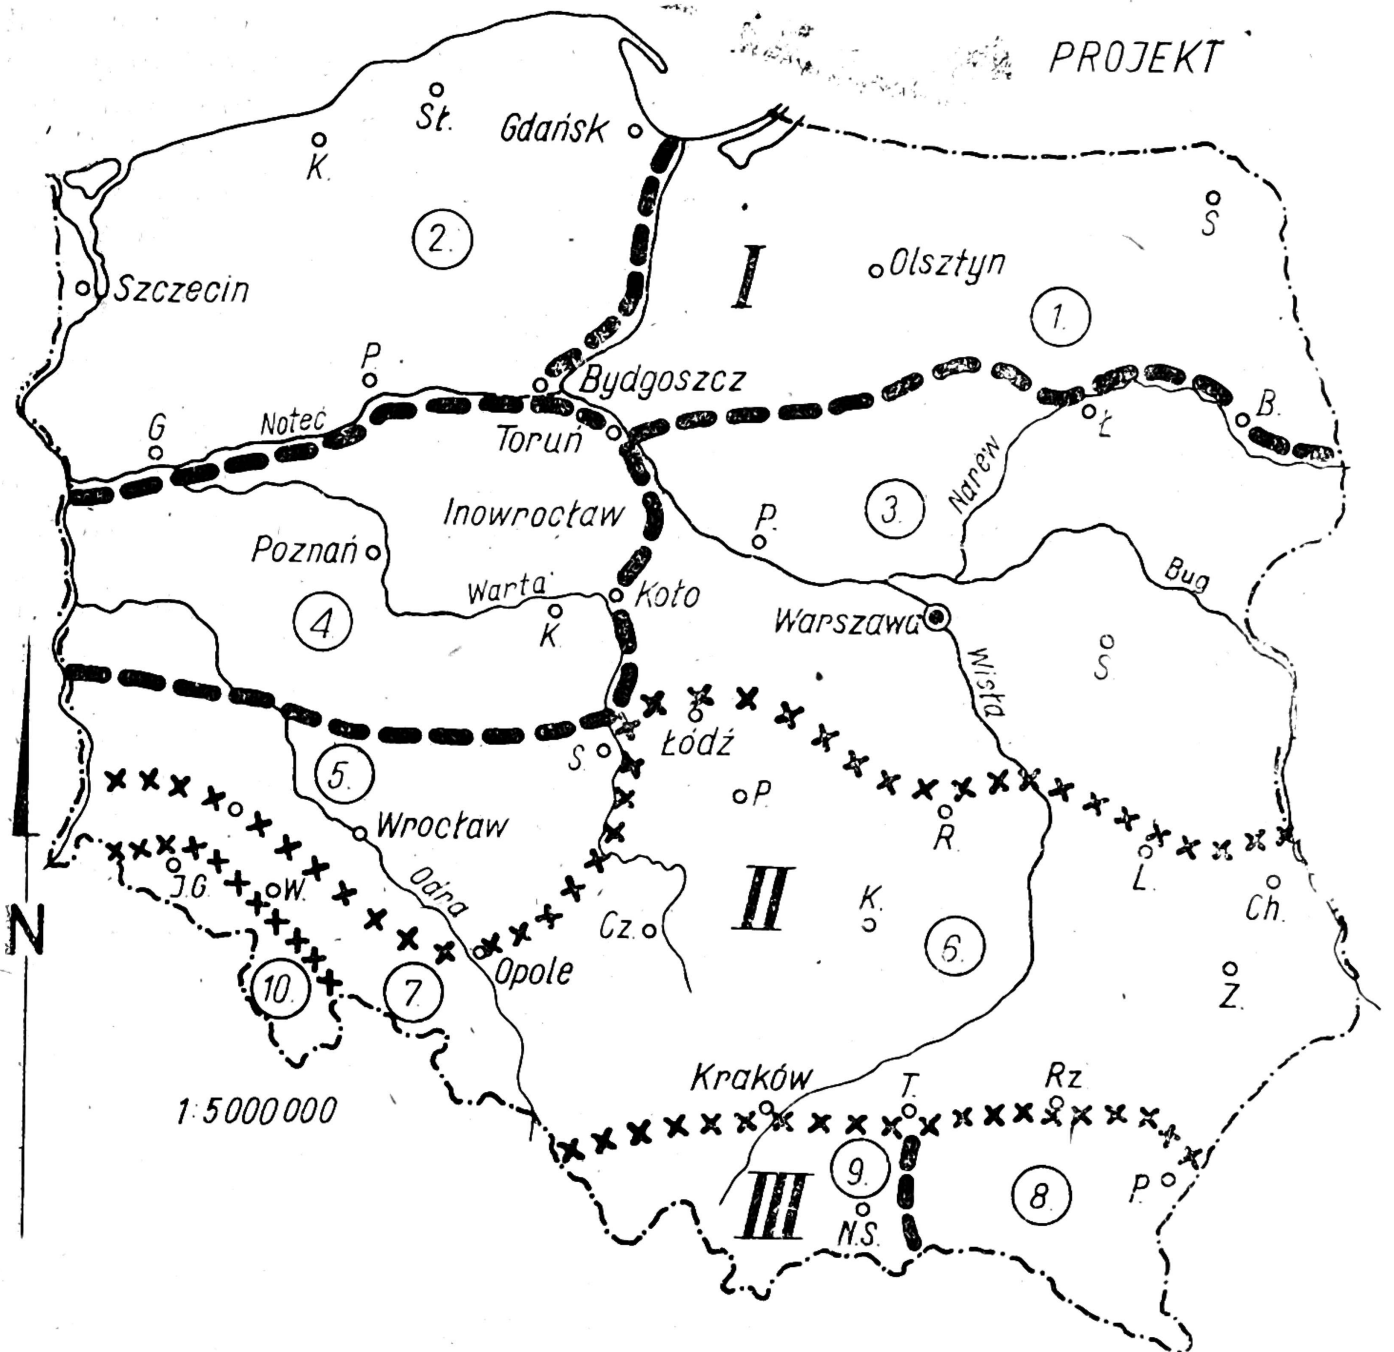 PROJEKT
Sł.
Gdańsk
K.
S
2.
I
Olsztyn
Szczecin
1.
P.
Bydgoszcz
G
Noteć
Toruń
B.
Ł
Narew
Inowrocław
3.
P.
Poznań
Bug
Warta
Koło
4
K.
Warszawa
S.
Wisła
S.
Łódź
5.
P.
Wrocław
R.
J.G.
W.
Odra
L.
II
K.
Ch.
N
Cz.
6.
10.
7.
Opole
Z.
1:5000000
Kraków
T.
Rz
9.
III
8.
P.
N.S.